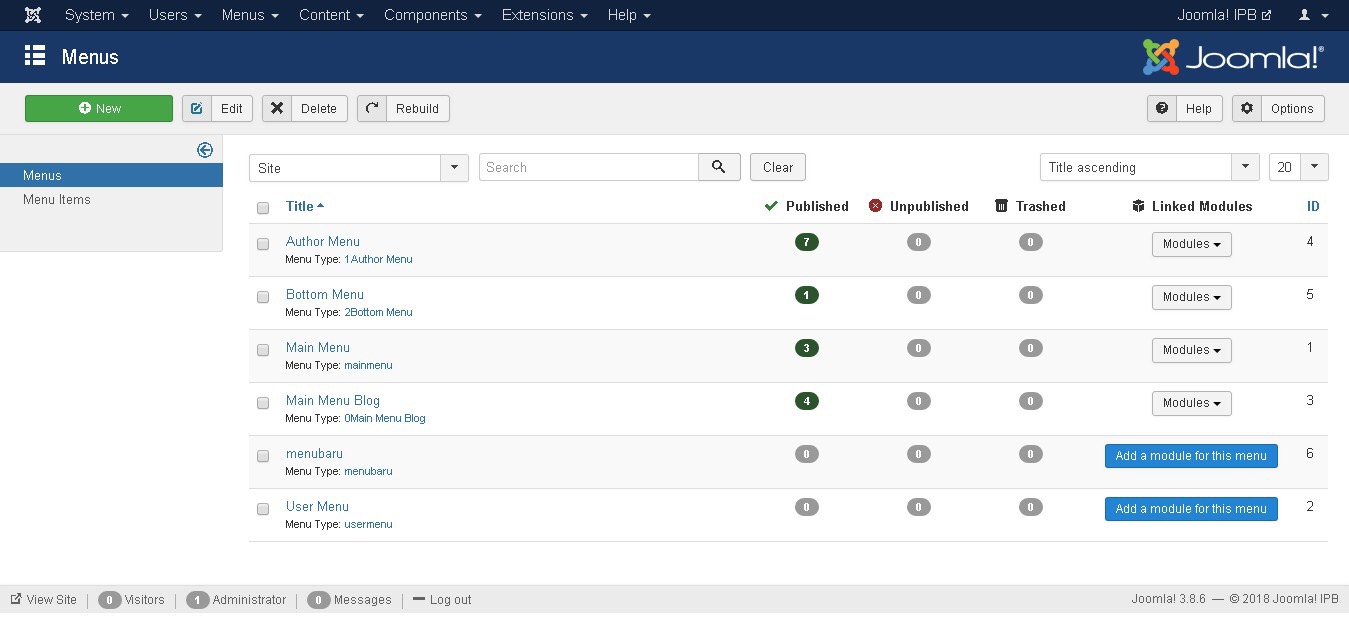 System Users Menus Content Components Extensions Help Joomla! IPB
Menus Joomla!®
New Edit Delete Rebuild Help Options
Menus
Menu Items
Site Search Clear Title ascending 20
Title Published Unpublished Trashed Linked Modules ID
Author Menu 7 0 0 Modules 4
Menu Type: 1Author Menu
Bottom Menu 1 0 0 Modules 5
Menu Type: 2Bottom Menu
Main Menu 3 0 0 Modules 1
Menu Type: mainmenu
Main Menu Blog 4 0 0 Modules 3
Menu Type: 0Main Menu Blog
menubaru 0 0 0 Add a module for this menu 6
Menu Type: menubaru
User Menu 0 0 0 Add a module for this menu 2
Menu Type: usermenu
View Site 0 Visitors 1 Administrator 0 Messages Log out Joomla! 3.8.6 — © 2018 Joomla! IPB